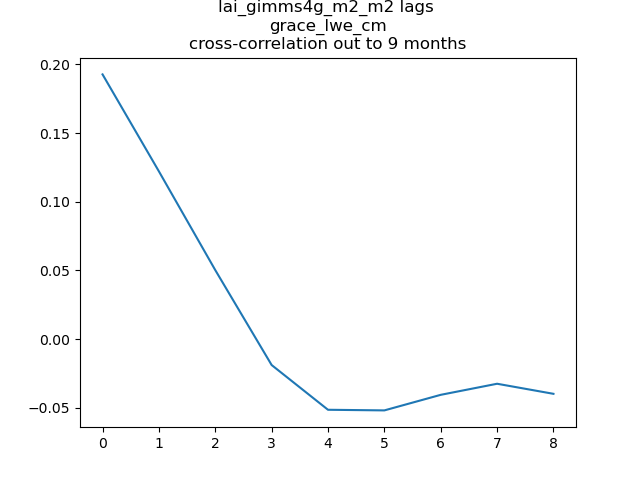 lai_gimms4g_m2_m2 lags
grace_lwe_cm
cross-correlation out to 9 months
0.20
0.15
0.10
0.05
0.00
−0.05
0 1 2 3 4 5 6 7 8